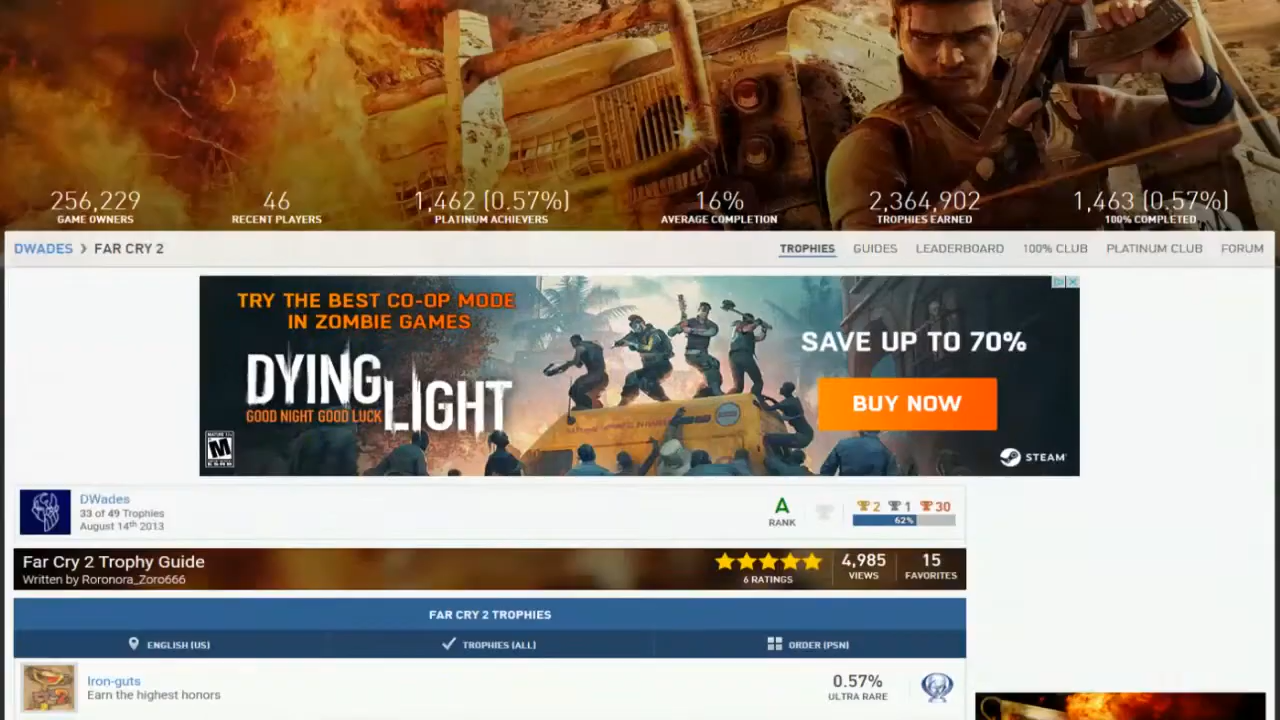 256,229
GAME OWNERS
46
RECENT PLAYERS
1,462 (0.57%)
PLATINUM ACHIEVERS
16%
AVERAGE COMPLETION
2,364,902
TROPHIES EARNED
1,463 (0.57%)
100% COMPLETED
DWADES > FAR CRY 2
TROPHIES GUIDES LEADERBOARD 100% CLUB PLATINUM CLUB FORUM
TRY THE BEST CO-OP MODE
IN ZOMBIE GAMES
DYING LIGHT
GOOD NIGHT GOOD LUCK
SAVE UP TO 70%
BUY NOW
MATURE 17+
M
ESRB
STEAM
DWades
33 of 49 Trophies
August 14th 2013
A
RANK
2 1 30
62%
Far Cry 2 Trophy Guide
Written by Roronora_Zoro666
6 RATINGS
4,985
VIEWS
15
FAVORITES
FAR CRY 2 TROPHIES
ENGLISH (US) TROPHIES (ALL) ORDER (PSN)
Iron-guts
Earn the highest honors
0.57%
ULTRA RARE